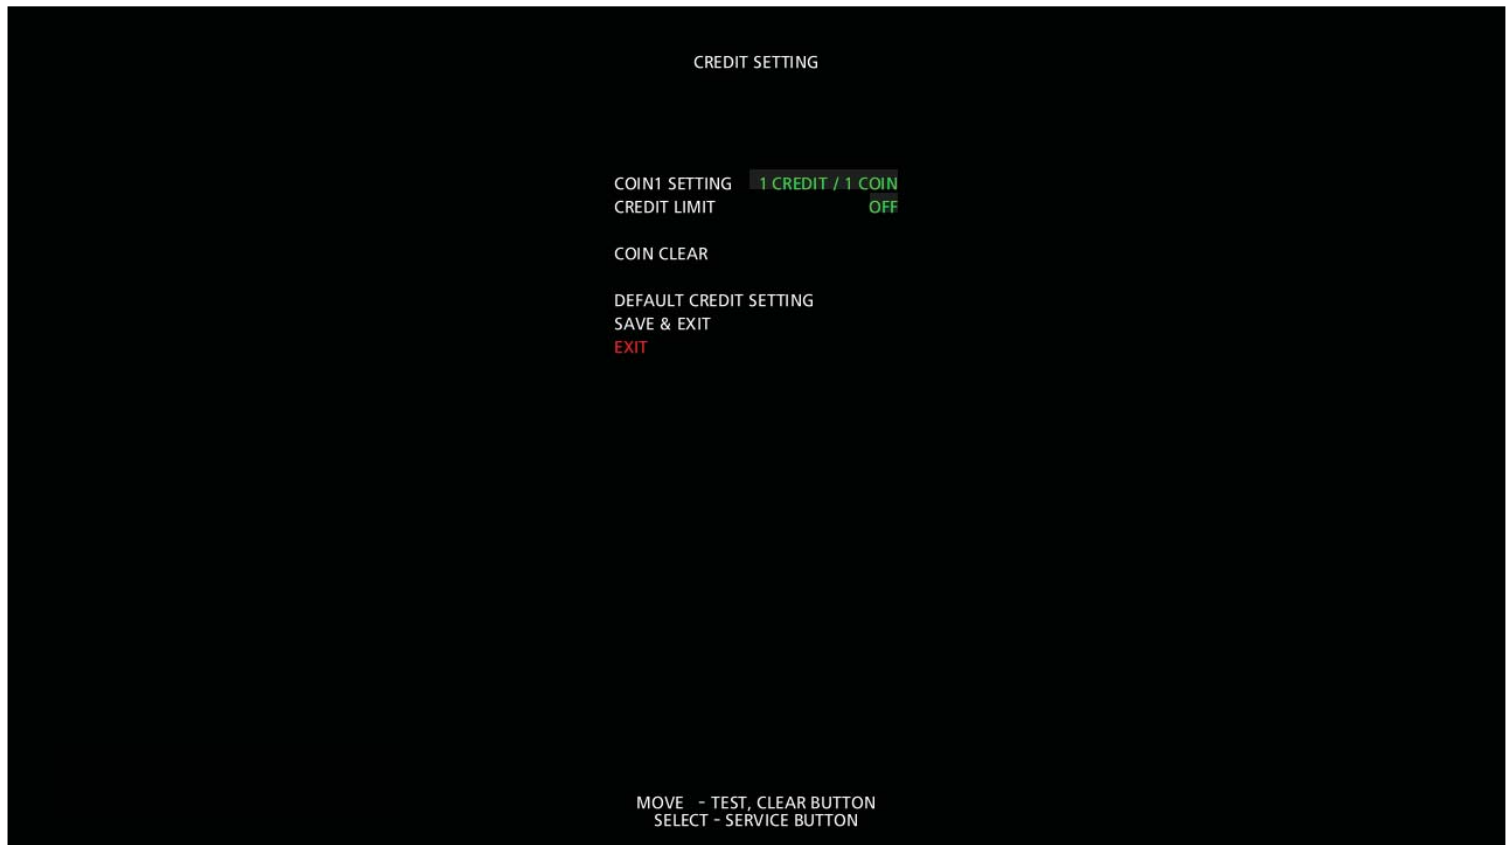 CREDIT SETTING
COIN1 SETTING 1 CREDIT / 1 COIN
CREDIT LIMIT OFF
COIN CLEAR
DEFAULT CREDIT SETTING
SAVE & EXIT
EXIT
MOVE - TEST, CLEAR BUTTON
SELECT - SERVICE BUTTON